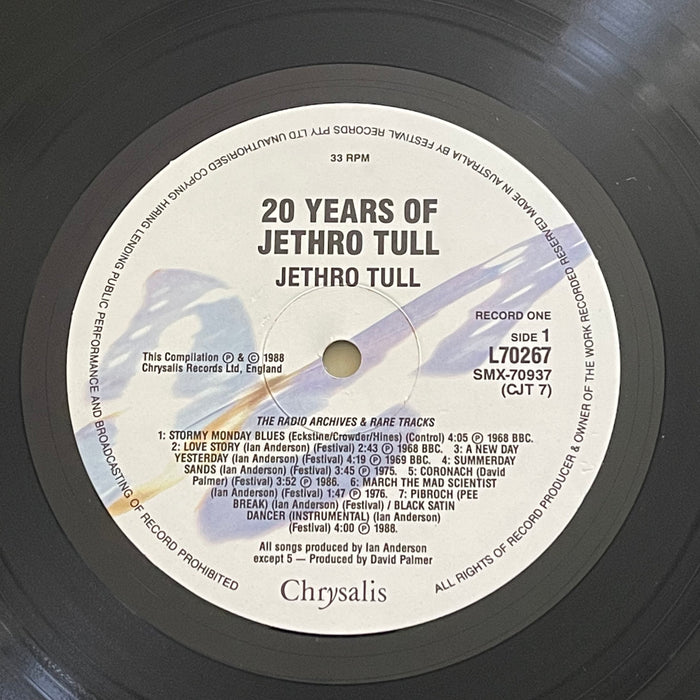 MADE IN AUSTRALIA BY FESTIVAL RECORDS PTY LTD UNAUTHORISED COPYING HIRING LENDING PUBLIC PERFORMANCE AND BROADCASTING OF RECORD PROHIBITED
ALL RIGHTS OF RECORD PRODUCER & OWNER OF THE WORK RECORDED RESERVED
33 RPM
20 YEARS OF
JETHRO TULL
JETHRO TULL
RECORD ONE
SIDE 1
L70267
SMX-70937
(CJT 7)
This Compilation Ⓟ & © 1988
Chrysalis Records Ltd, England
THE RADIO ARCHIVES & RARE TRACKS
1: STORMY MONDAY BLUES (Eckstine/Crowder/Hines) (Control) 4:05 Ⓟ 1968 BBC.
2: LOVE STORY (Ian Anderson) (Festival) 2:43 Ⓟ 1968 BBC. 3: A NEW DAY
YESTERDAY (Ian Anderson) (Festival) 4:19 Ⓟ 1969 BBC. 4: SUMMERDAY
SANDS (Ian Anderson) (Festival) 3:45 Ⓟ 1975. 5: CORONACH (David
Palmer) (Festival) 3:52 Ⓟ 1986. 6: MARCH THE MAD SCIENTIST
(Ian Anderson) (Festival) 1:47 Ⓟ 1976. 7: PIBROCH (PEE
BREAK) (Ian Anderson) (Festival) / BLACK SATIN
DANCER (INSTRUMENTAL) (Ian Anderson)
(Festival) 4:00 Ⓟ 1988.
All songs produced by Ian Anderson
except 5 — Produced by David Palmer
Chrysalis